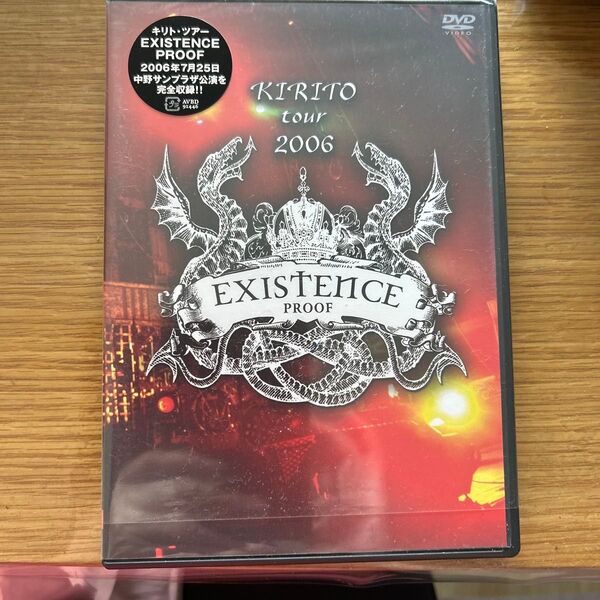 キリト・ツアー
EXISTENCE
PROOF
2006年7月25日
中野サンプラザ公演を
完全収録!!
AVBD
91446
DVD
VIDEO
KIRITO
tour
2006
EXISTENCE
PROOF